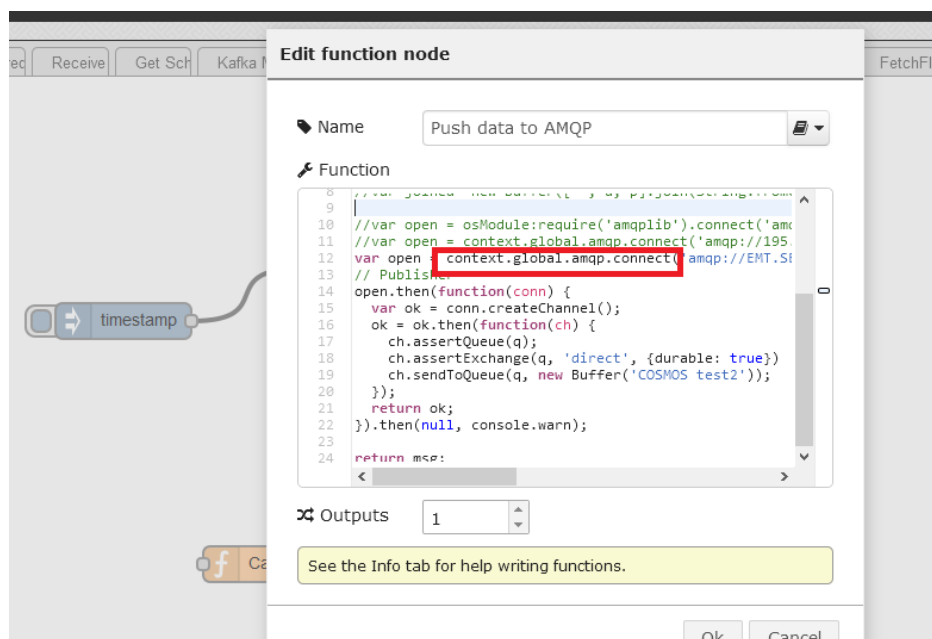 Edit function node
Receive
Get Sch
Kafka
FetchFl
Name
Push data to AMQP
Function
8
9
10 //var open = osModule:require('amqplib').connect('amq
11 //var open = context.global.amqp.connect('amqp://195.
12 var open = context.global.amqp.connect('amqp://EMT.SE
13 // Publisher
14 open.then(function(conn) {
15 var ok = conn.createChannel();
16 ok = ok.then(function(ch) {
17 ch.assertQueue(q);
18 ch.assertExchange(q, 'direct', {durable: true})
19 ch.sendToQueue(q, new Buffer('COSMOS test2'));
20 });
21 return ok;
22 }).then(null, console.warn);
23
24 return msg;
timestamp
Outputs
1
Ca
See the Info tab for help writing functions.
Ok Cancel